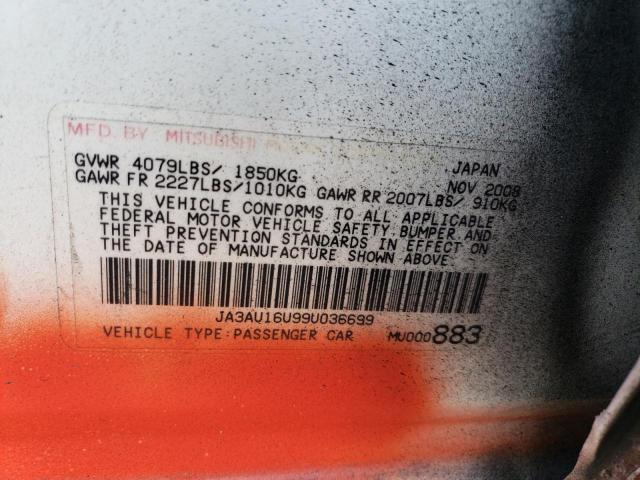 MFD. BY MITSUBISHI
JAPAN
GVWR 4079LBS/ 1850KG
NOV 2008
GAWR FR 2227LBS/1010KG GAWR RR 2007LBS/ 910KG
THIS VEHICLE CONFORMS TO ALL APPLICABLE
FEDERAL MOTOR VEHICLE SAFETY, BUMPER, AND
THEFT PREVENTION STANDARDS IN EFFECT ON
THE DATE OF MANUFACTURE SHOWN ABOVE.
JA3AU16U99U036699
VEHICLE TYPE:PASSENGER CAR MU000883